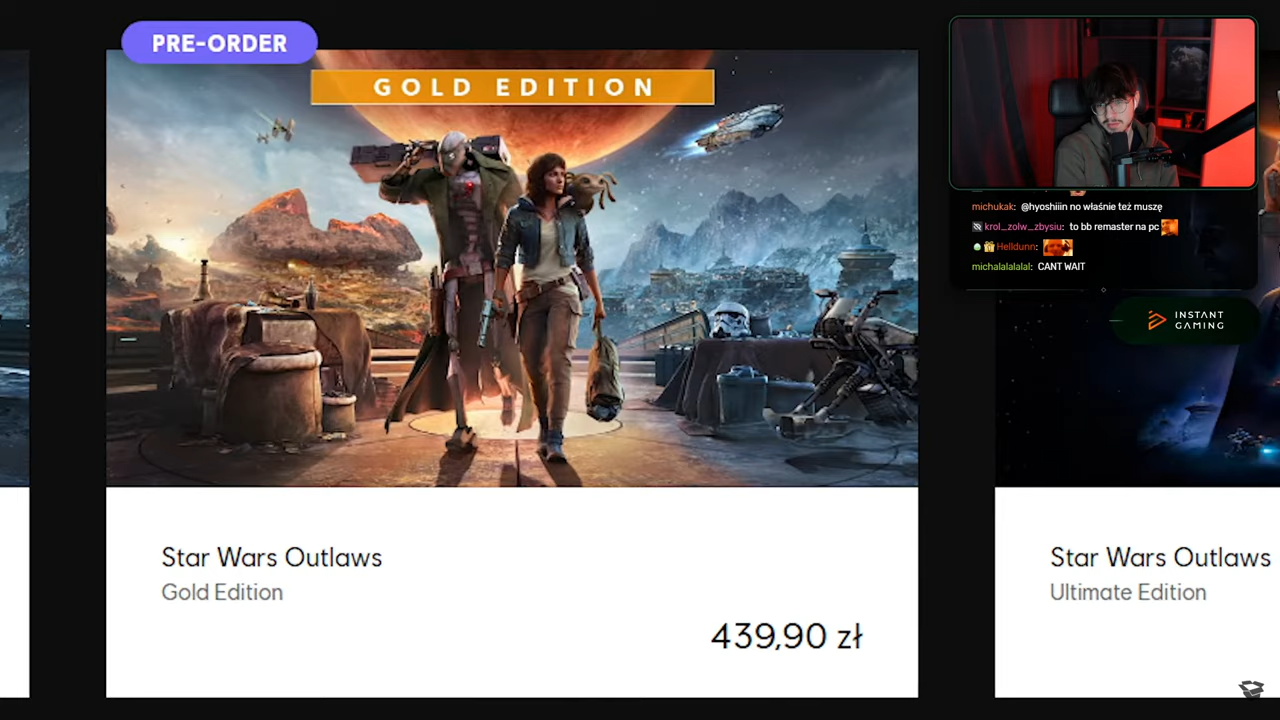 PRE-ORDER
GOLD EDITION
michukak: @hyoshiiin no właśnie też muszę
krol_zolw_zbysiu: to bb remaster na pc
Helldunn:
michalalalalal: CANT WAIT
INSTANT
GAMING
Star Wars Outlaws
Gold Edition
439,90 zł
Star Wars Outlaws
Ultimate Edition